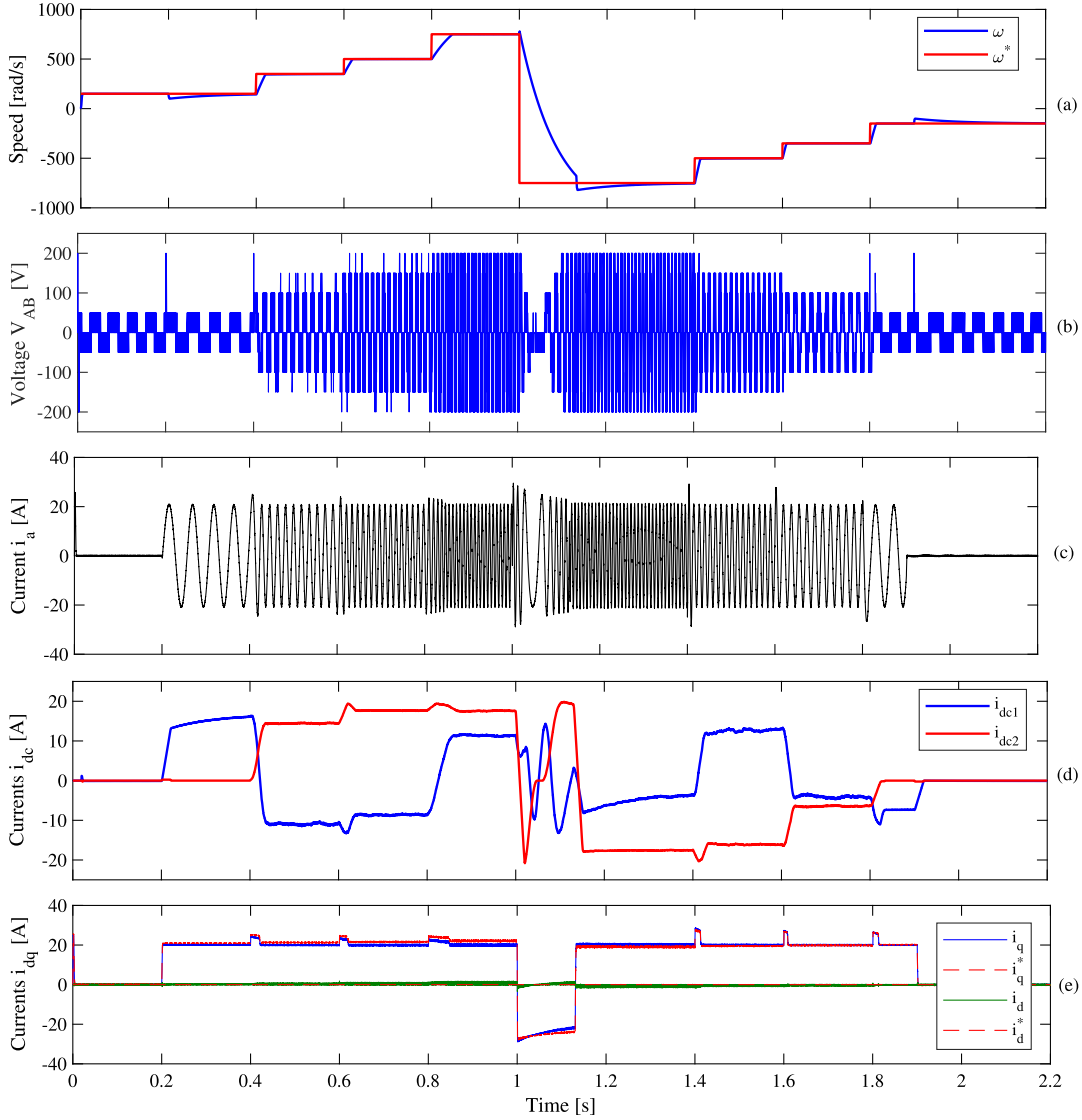 1000
500
0
-500
-1000
Speed [rad/s]
ω
ω*
(a)
200
100
0
-100
-200
Voltage V_AB [V]
(b)
40
20
0
-20
-40
Current i_a [A]
(c)
20
10
0
-10
-20
Currents i_dc [A]
i_dc1
i_dc2
(d)
40
20
0
-20
-40
Currents i_dq [A]
i_q
i_q^*
i_d
i_d^*
(e)
0 0.2 0.4 0.6 0.8 1 1.2 1.4 1.6 1.8 2 2.2
Time [s]